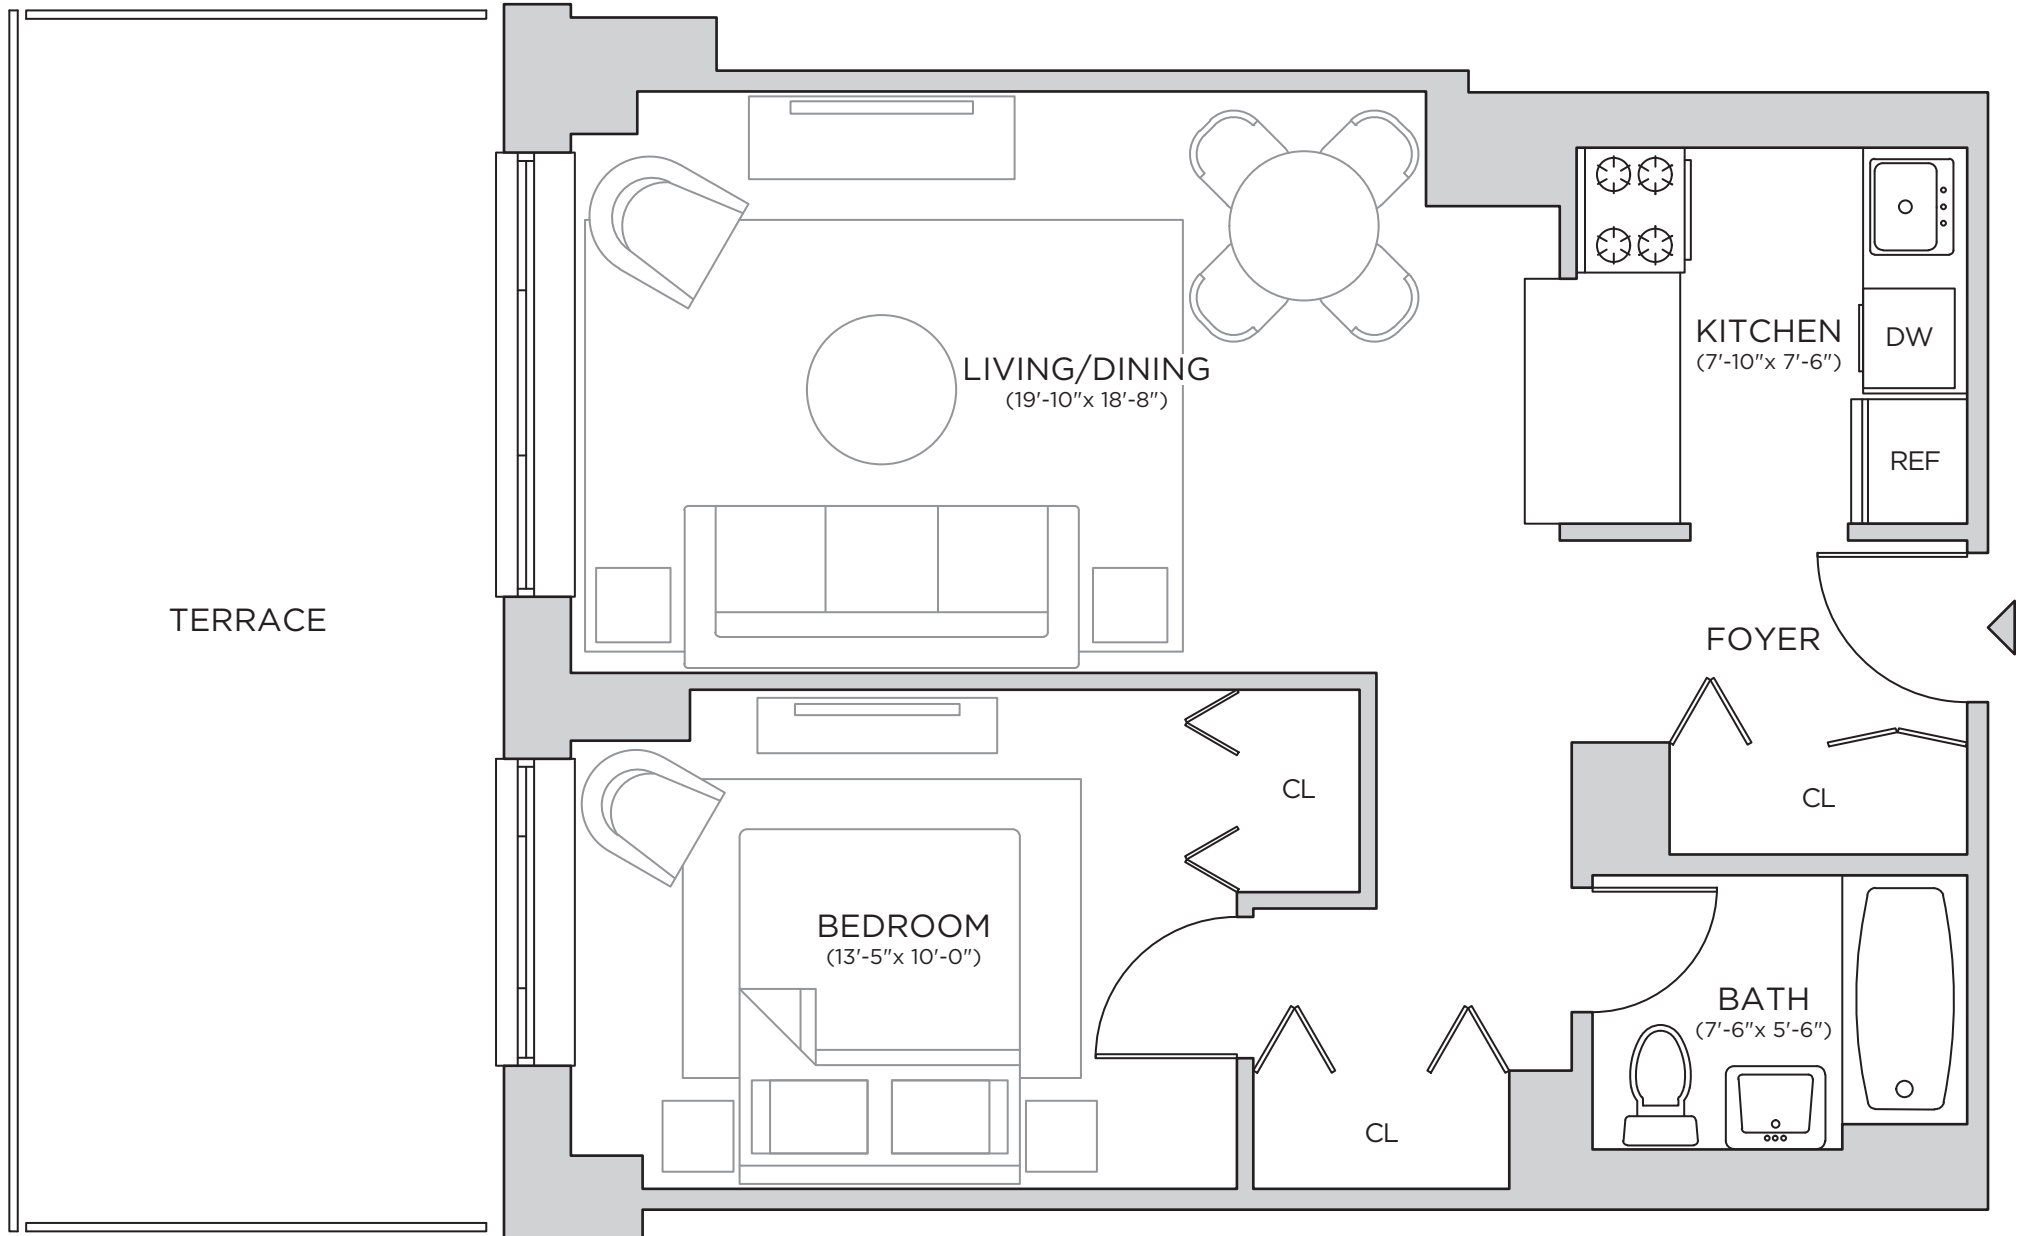 KITCHEN
(7'-10"x 7'-6")
DW
LIVING/DINING
(19'-10"x 18'-8")
REF
TERRACE
FOYER
CL
CL
BEDROOM
(13'-5"x 10'-0")
BATH
(7'-6"x 5'-6")
CL